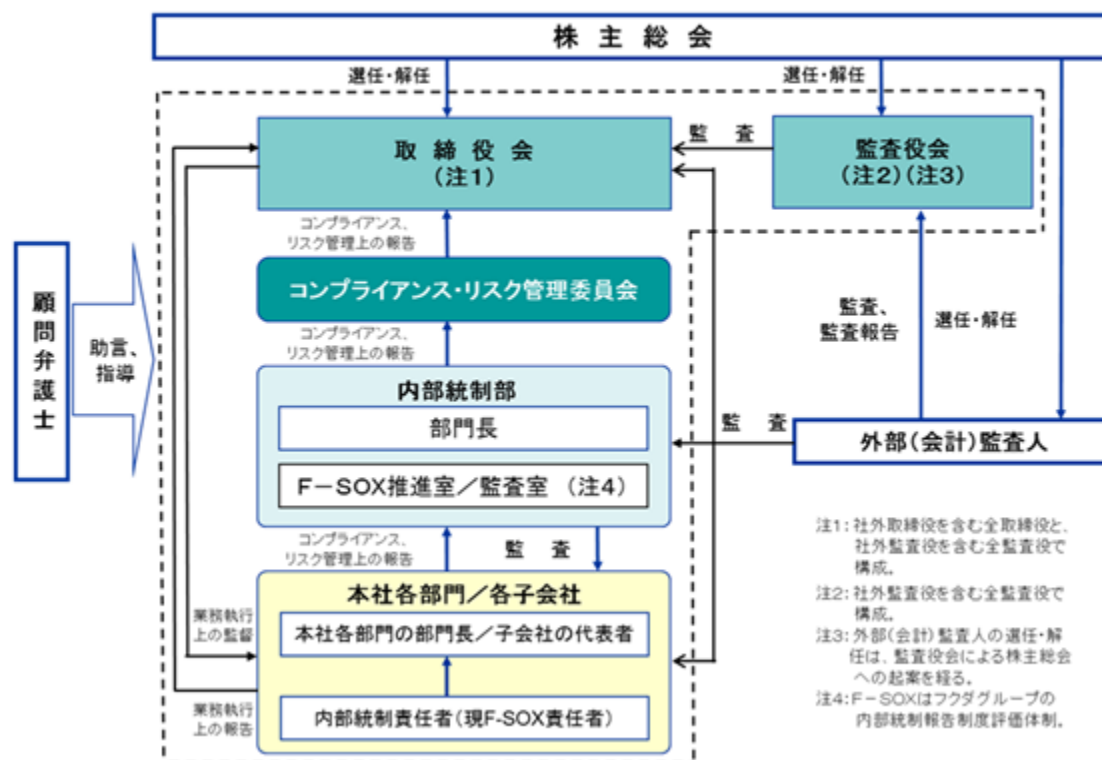 株主総会
選任・解任
選任・解任
取締役会
(注1)
監査
監査役会
(注2)(注3)
コンプライアンス、
リスク管理上の報告
コンプライアンス・リスク管理委員会
顧問弁護士
助言、
指導
監査、
監査報告
選任・解任
コンプライアンス、
リスク管理上の報告
内部統制部
部門長
F－SOX推進室／監査室 (注4)
監査
外部(会計)監査人
コンプライアンス、
リスク管理上の報告
監査
本社各部門／各子会社
本社各部門の部門長／子会社の代表者
内部統制責任者(現F-SOX責任者)
業務執行
上の監督
業務執行
上の報告
注1:社外取締役を含む全取締役と、
社外監査役を含む全監査役で
構成。
注2:社外監査役を含む全監査役で
構成。
注3:外部(会計)監査人の選任・解
任は、監査役会による株主総会
への起案を経る。
注4:F－SOXはフクダグループの
内部統制報告制度評価体制。